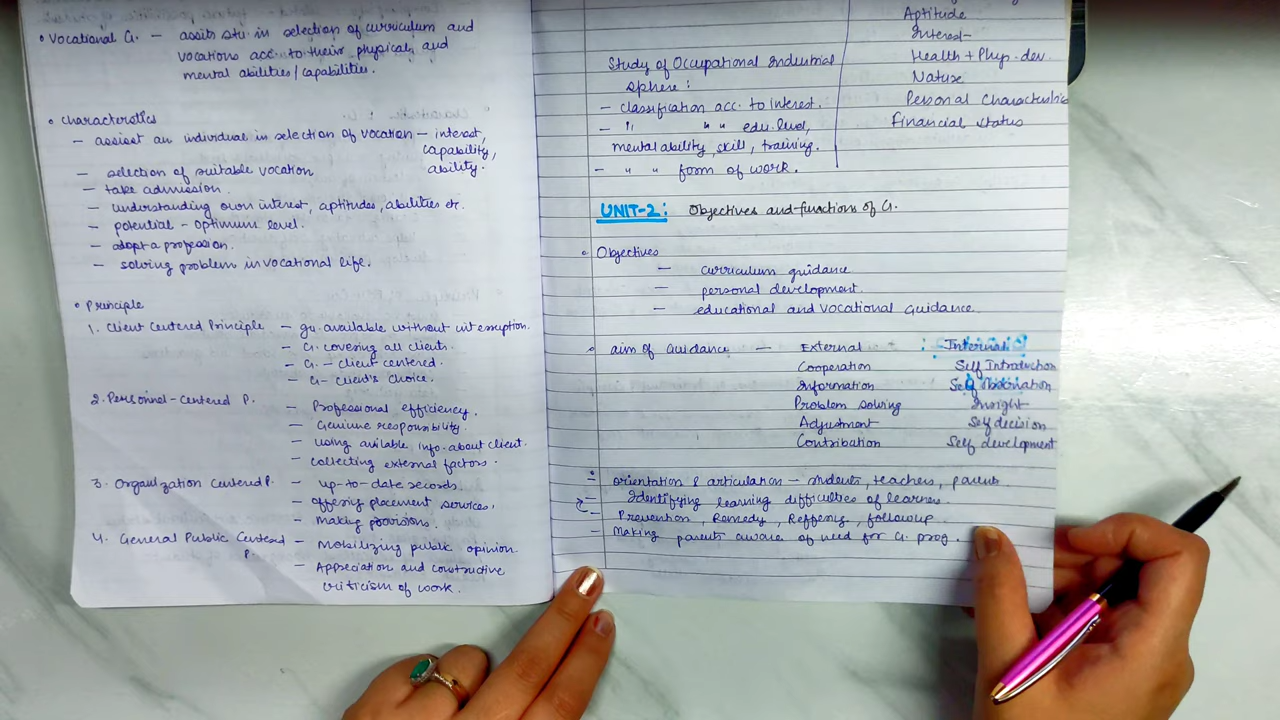 • Vocational G. – assists stu. in selection of curriculum and
vocations acc. to their physical and
mental abilities/capabilities.
• Characteristics
– assist an individual in selection of vocation – interest,
capability,
ability.
– selection of suitable vocation
– take admission.
– understanding own interest, aptitudes, abilities etc.
– potential – optimum level.
– adopt a profession.
– solving problem in vocational life.
• Principle
1. Client Centered Principle – gu. available without interruption.
– G. covering all client.
– G. – client centered.
– G – client's choice.
2. Personnel-Centered P. – Professional efficiency.
– Genuine responsibility.
– using available info. about client.
– collecting external factors.
3. Organization Centered P. – up-to-date records.
– offering placement services.
– Making provisions.
4. General Public Centered – Mobilizing public opinion.
P. – Appreciation and constructive
criticism of work.
Study of Occupational Industrial
sphere:
– classification acc. to interest.
– " " " edu. level,
mental ability, skill, training.
– " " form of work.
Aptitude
Interest
Health + Phys. dev.
Nature
Personal Characteristics
Financial status
UNIT-2: Objectives and functions of G.
• Objectives
– curriculum guidance
– personal development.
– educational and vocational guidance.
• aim of Guidance – External : Internal
Cooperation Self Introduction
Information Self Motivation
Problem solving Insight
Adjustment Self decision
Contribution Self development
– orientation & articulation – students, teachers, parents
– Identifying learning difficulties of learners.
– Prevention, Remedy, Reffering, followup
– Making parents aware of need for G. prog.